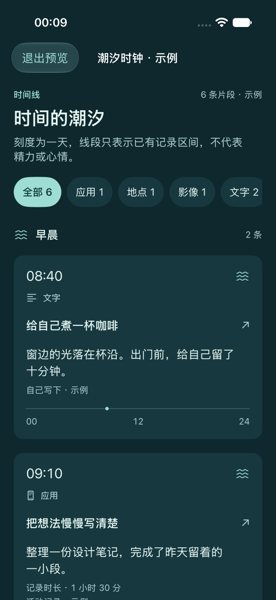 00:09
退出预览
潮汐时钟 · 示例
时间线
6 条片段 · 示例
时间的潮汐
刻度为一天，线段只表示已有记录区间，不代表
精力或心情。
全部 6
应用 1
地点 1
影像 1
文字 2
早晨
2 条
08:40
文字
给自己煮一杯咖啡
窗边的光落在杯沿。出门前，给自己留了
十分钟。
自己写下 · 示例
00
12
24
09:10
应用
把想法慢慢写清楚
整理一份设计笔记，完成了昨天留着的
一小段。
记录时长 · 1 小时 30 分